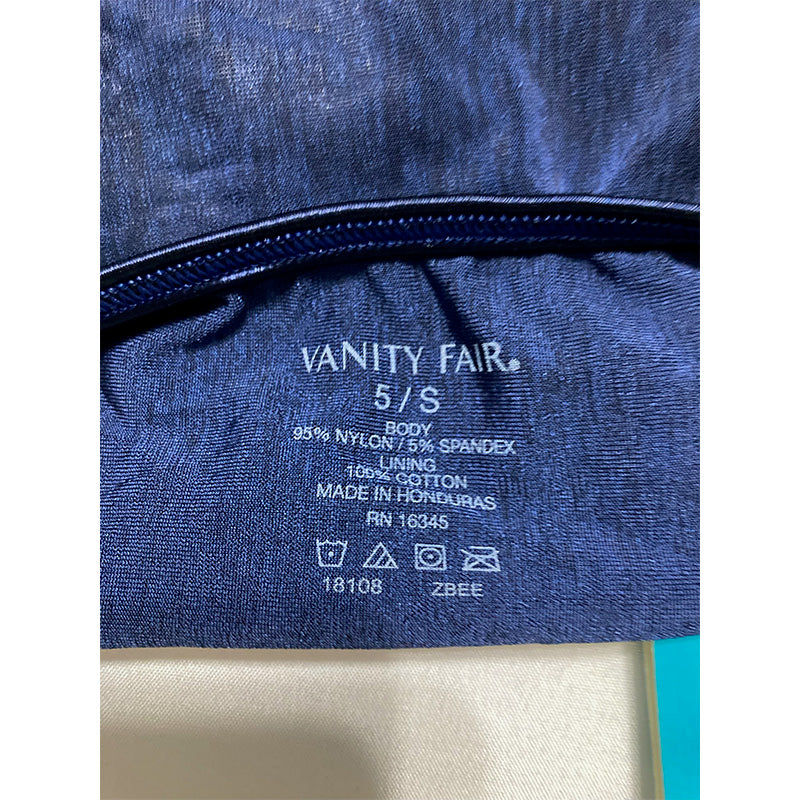 VANITY FAIR®
5 / S
BODY
95% NYLON / 5% SPANDEX
LINING
100% COTTON
MADE IN HONDURAS
RN 16345
18108 ZBEE